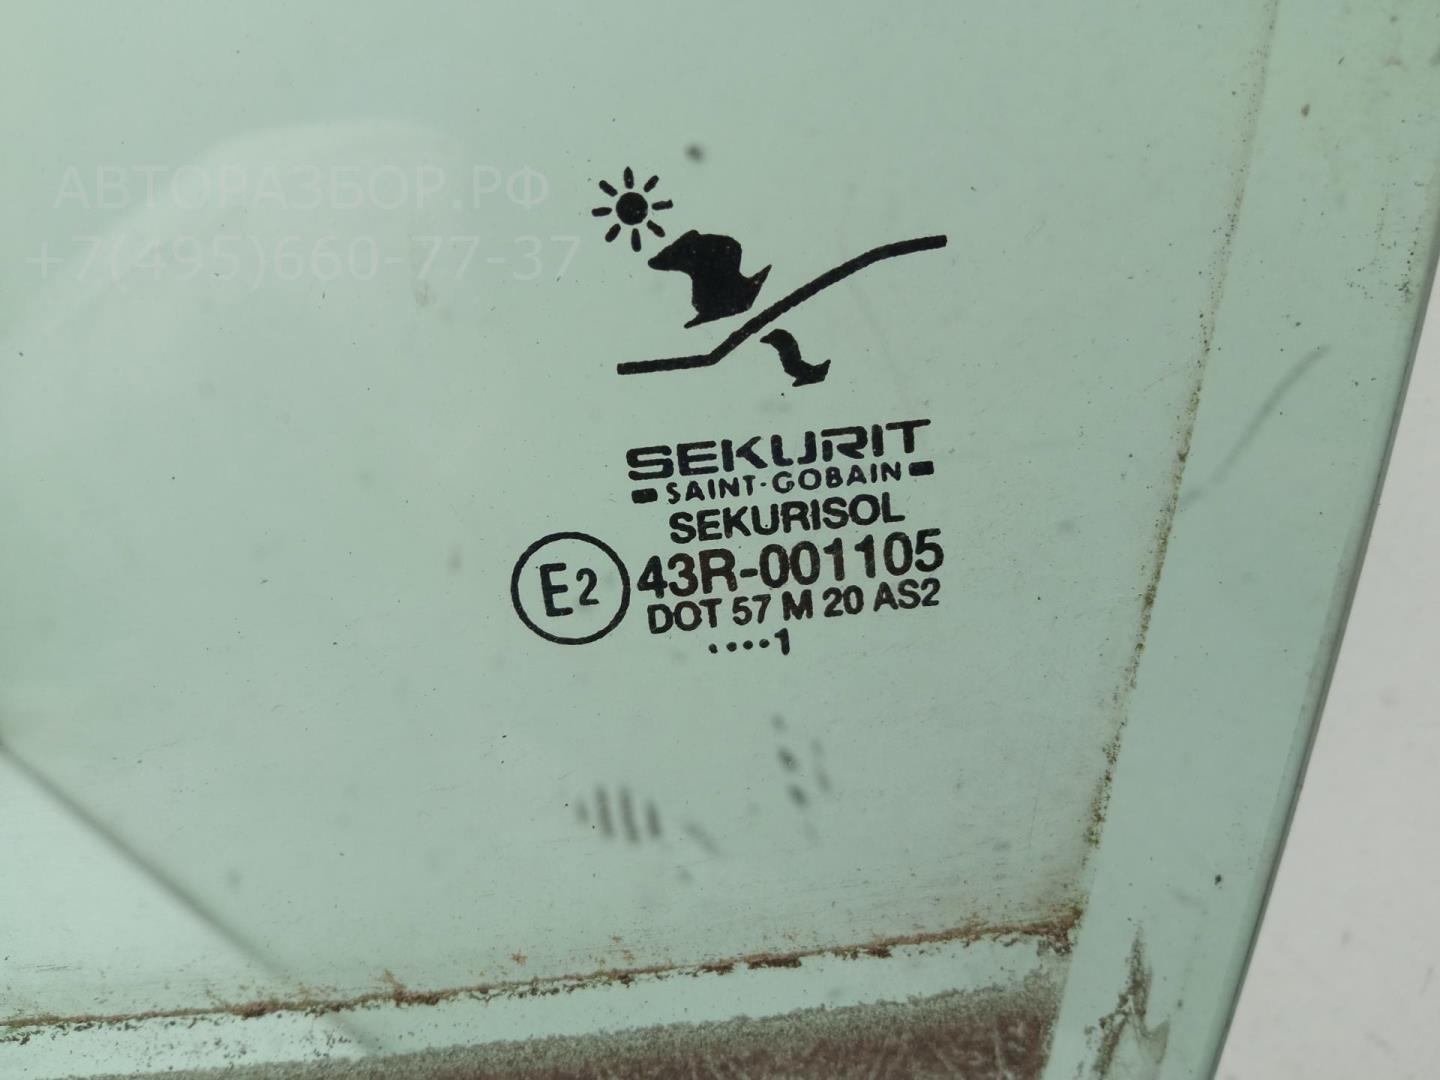 АВТОРАЗБОР.РФ
+7(495)660-77-37
SEKURIT
SAINT-GOBAIN
SEKURISOL
E2 43R-001105
DOT 57 M 20 AS2
····1